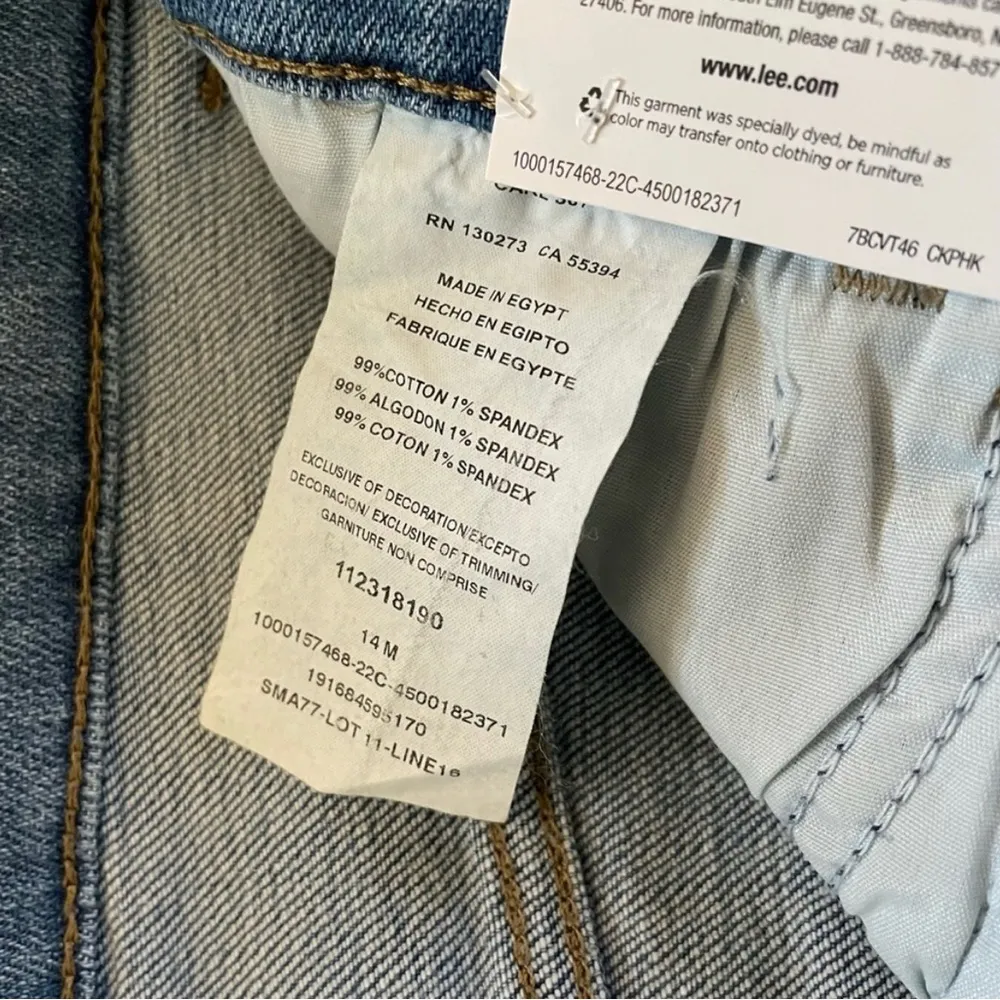 Elm Eugene St., Greensboro,
27406. For more information, please call 1-888-784-857
www.lee.com
This garment was specially dyed, be mindful as
color may transfer onto clothing or furniture.
1000157468-22C-4500182371
7BCVT46 CKPHK
RN 130273 CA 55394
MADE IN EGYPT
HECHO EN EGIPTO
FABRIQUE EN EGYPTE
99%COTTON 1% SPANDEX
99% ALGODON 1% SPANDEX
99% COTON 1% SPANDEX
EXCLUSIVE OF DECORATION/EXCEPTO
DECORACION/ EXCLUSIVE OF TRIMMING/
GARNITURE NON COMPRISE
112318190
14 M
1000157468-22C-4500182371
191684595170
SMA77-LOT 11-LINE16